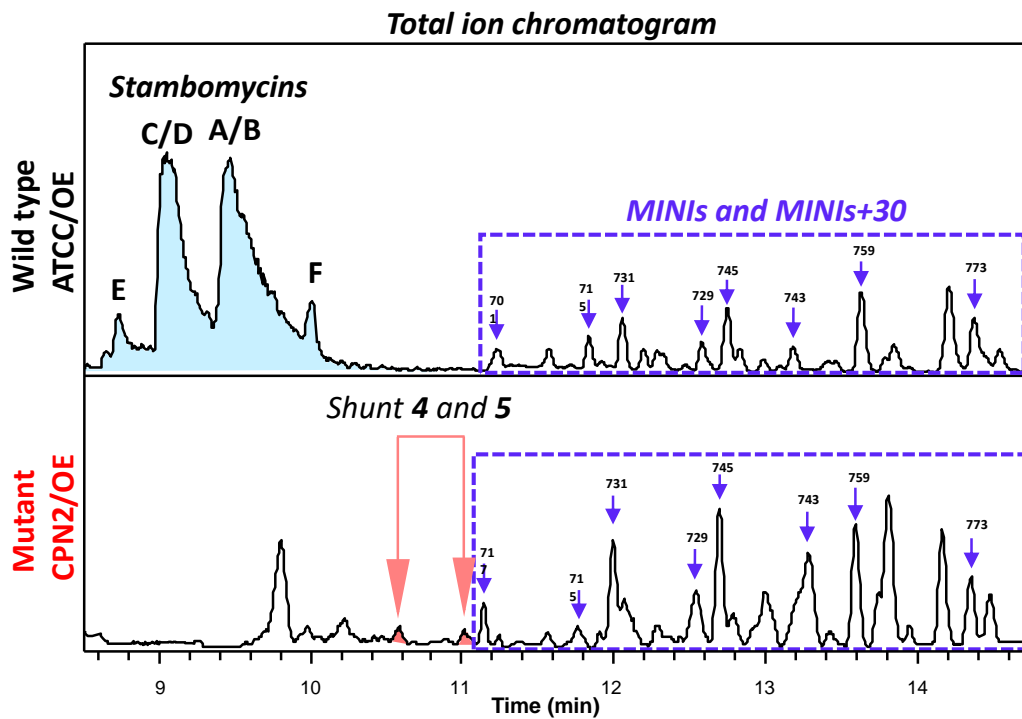 Total ion chromatogram
Wild type
ATCC/OE
Stambomycins
C/D
A/B
E
F
MINIs and MINIs+30
70
1
71
5
731
729
745
743
759
773
Mutant
CPN2/OE
Shunt 4 and 5
71
7
71
5
731
729
745
743
759
773
9
10
11
12
13
14
Time (min)